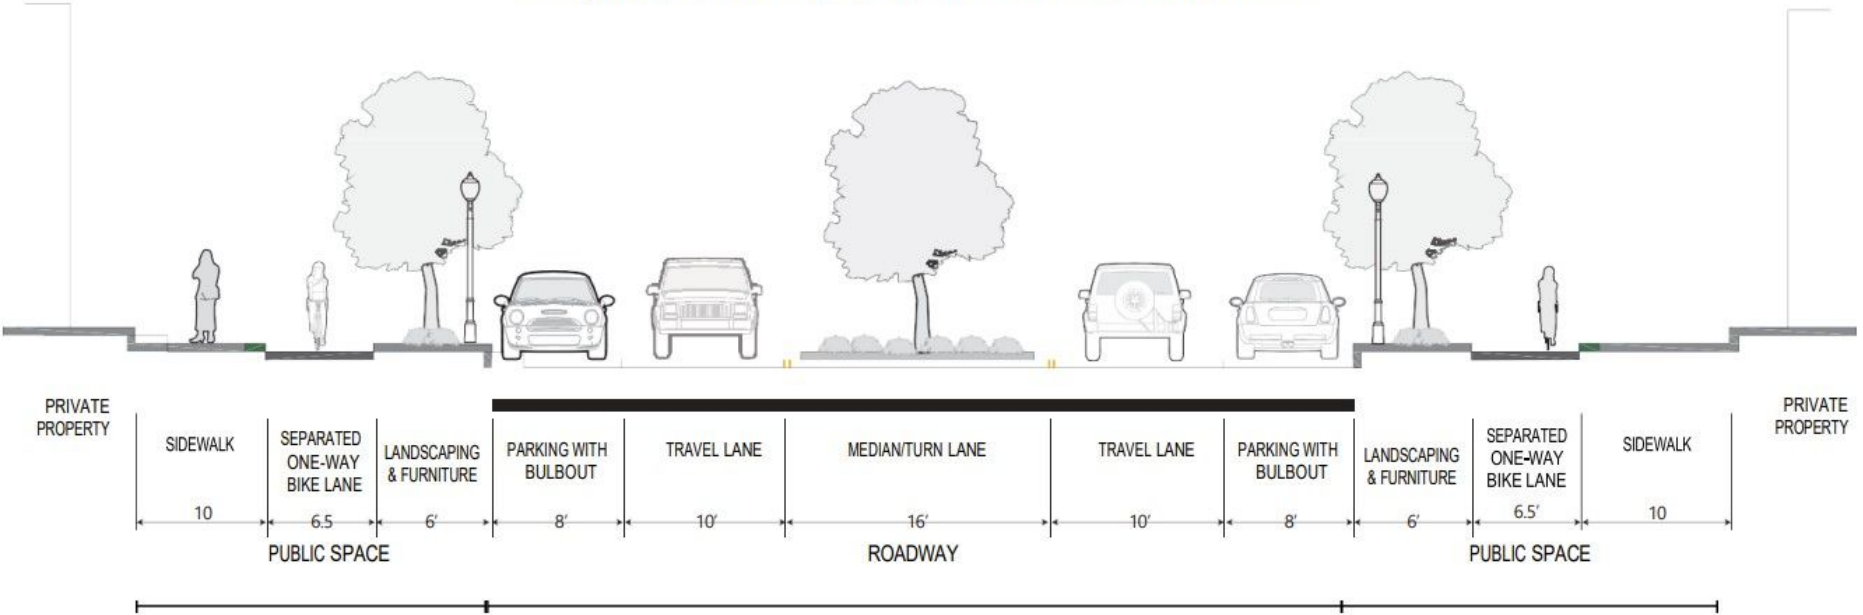 PRIVATE
PROPERTY
SIDEWALK
SEPARATED
ONE-WAY
BIKE LANE
LANDSCAPING
& FURNITURE
PARKING WITH
BULBOUT
TRAVEL LANE
MEDIAN/TURN LANE
TRAVEL LANE
PARKING WITH
BULBOUT
LANDSCAPING
& FURNITURE
SEPARATED
ONE-WAY
BIKE LANE
SIDEWALK
PRIVATE
PROPERTY
10
6.5
6'
8'
10'
16'
10'
8'
6'
6.5'
10
PUBLIC SPACE
ROADWAY
PUBLIC SPACE